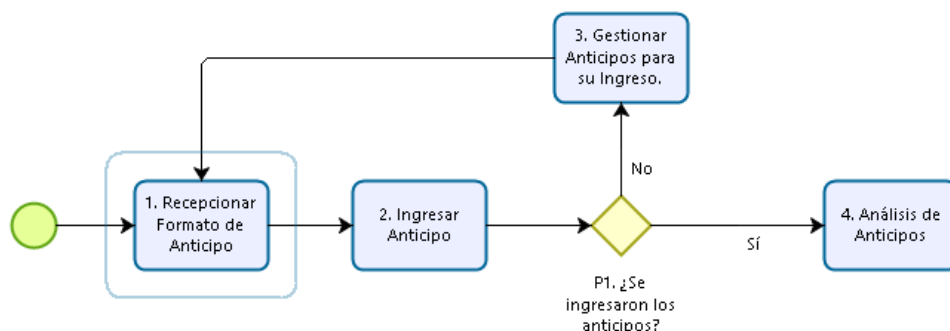 3. Gestionar
Anticipos para
su Ingreso.
1. Recepcionar
Formato de
Anticipo
2. Ingresar
Anticipo
No
Sí
4. Análisis de
Anticipos
P1. ¿Se
ingresaron los
anticipos?